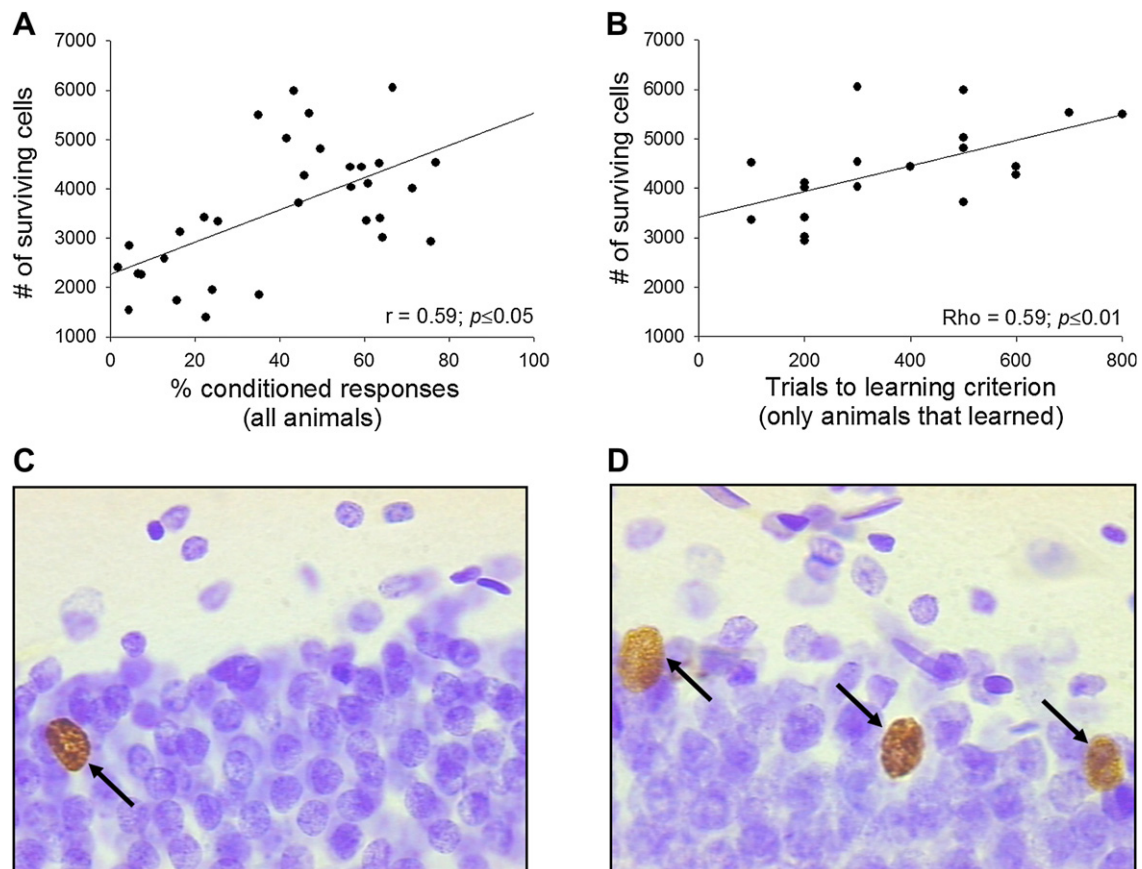 A
7000
6000
5000
4000
3000
2000
1000
# of surviving cells
0 20 40 60 80 100
% conditioned responses
(all animals)
r = 0.59; p≤0.05
B
7000
6000
5000
4000
3000
2000
1000
# of surviving cells
0 200 400 600 800
Trials to learning criterion
(only animals that learned)
Rho = 0.59; p≤0.01
C
D